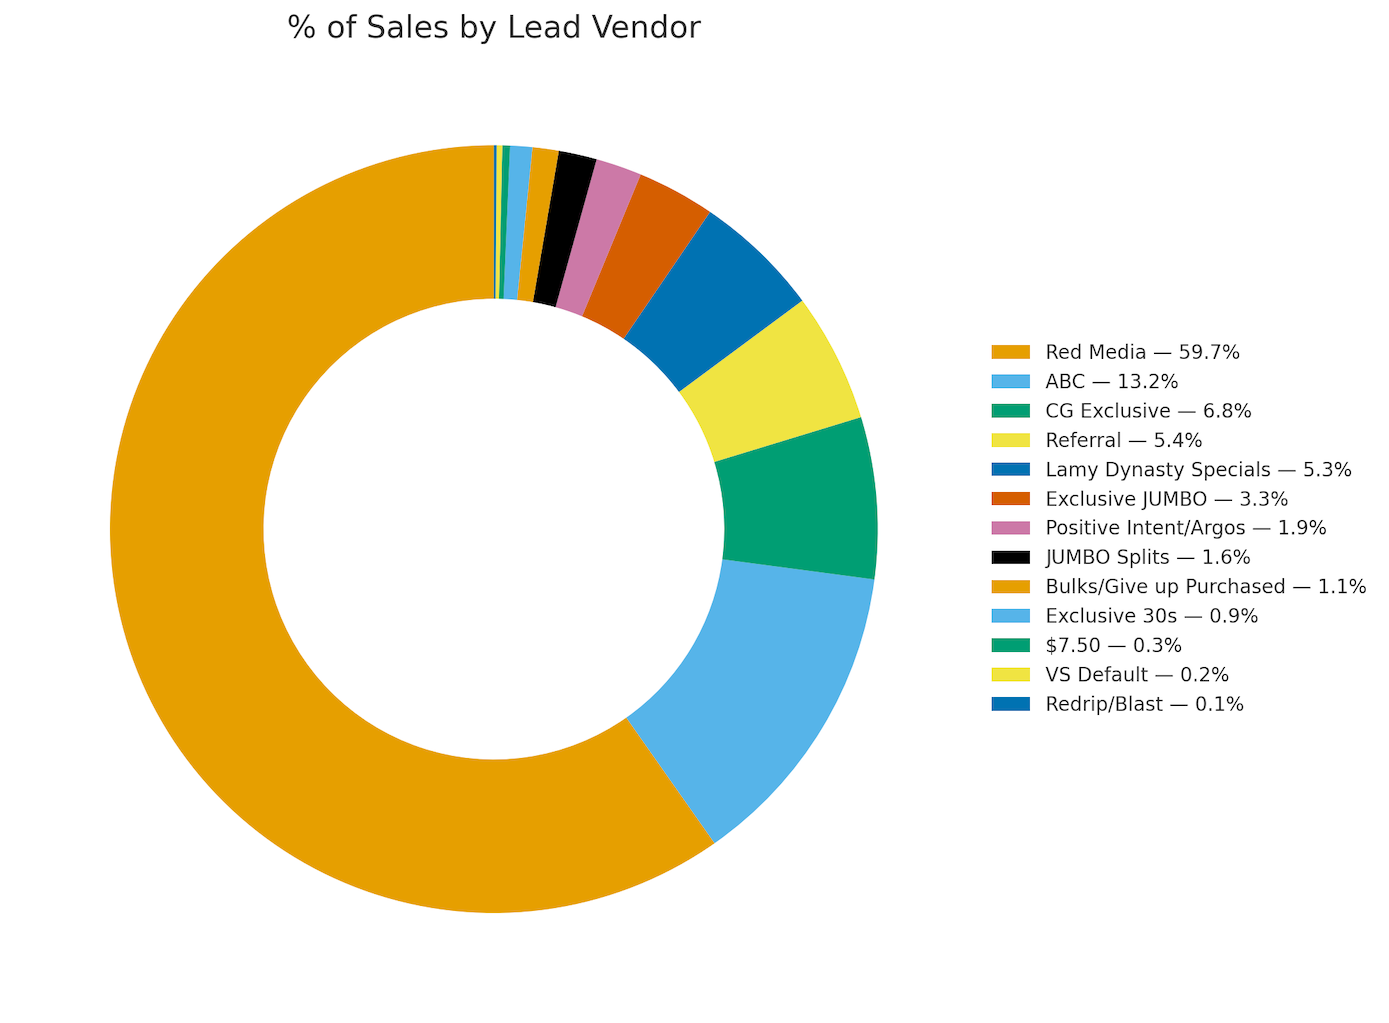 % of Sales by Lead Vendor
Red Media — 59.7%
ABC — 13.2%
CG Exclusive — 6.8%
Referral — 5.4%
Lamy Dynasty Specials — 5.3%
Exclusive JUMBO — 3.3%
Positive Intent/Argos — 1.9%
JUMBO Splits — 1.6%
Bulks/Give up Purchased — 1.1%
Exclusive 30s — 0.9%
$7.50 — 0.3%
VS Default — 0.2%
Redrip/Blast — 0.1%